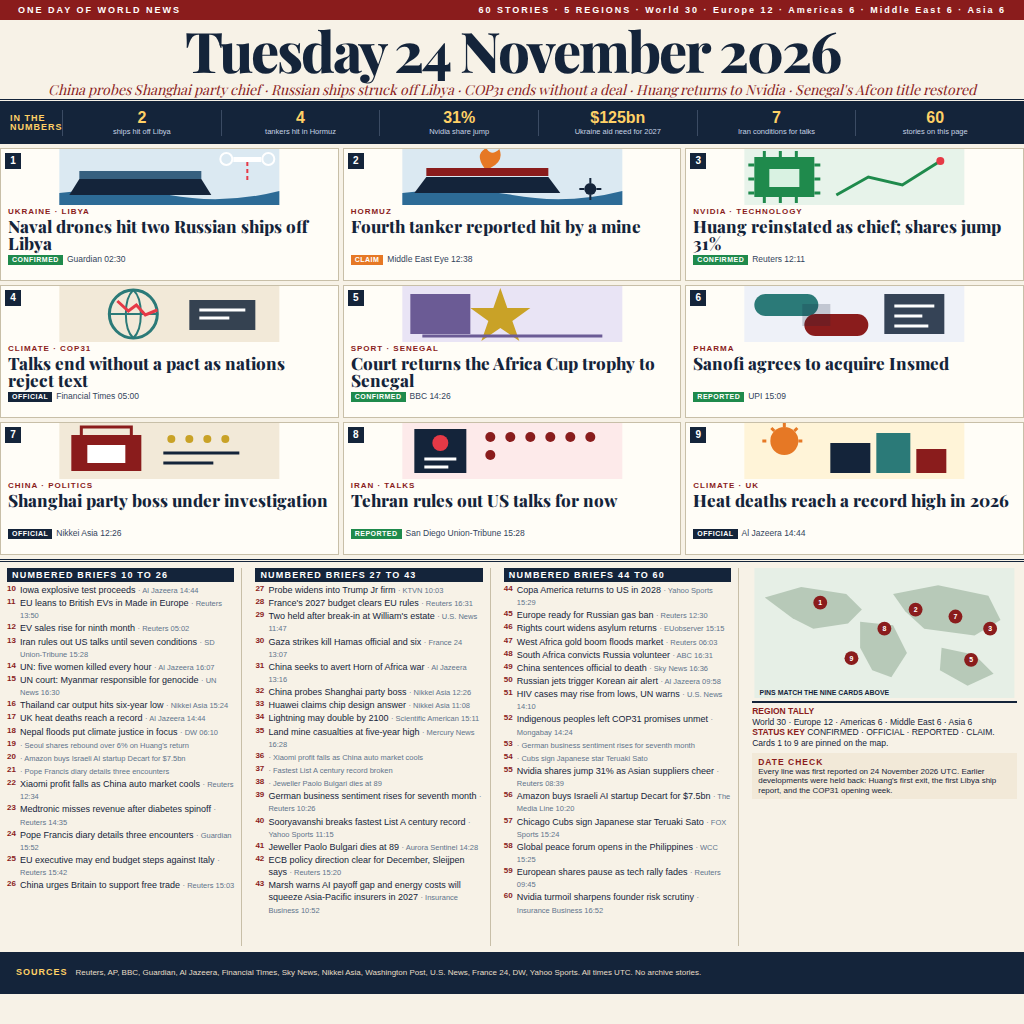 ONE DAY OF WORLD NEWS
60 STORIES · 5 REGIONS · World 30 · Europe 12 · Americas 6 · Middle East 6 · Asia 6
Tuesday 24 November 2026
China probes Shanghai party chief · Russian ships struck off Libya · COP31 ends without a deal · Huang returns to Nvidia · Senegal's Afcon title restored
IN THE
NUMBERS
2
ships hit off Libya
4
tankers hit in Hormuz
31%
Nvidia share jump
$125bn
Ukraine aid need for 2027
7
Iran conditions for talks
60
stories on this page
1
UKRAINE · LIBYA
Naval drones hit two Russian ships off
Libya
CONFIRMED Guardian 02:30
2
HORMUZ
Fourth tanker reported hit by a mine
CLAIM Middle East Eye 12:38
3
NVIDIA · TECHNOLOGY
Huang reinstated as chief; shares jump
31%
CONFIRMED Reuters 12:11
4
CLIMATE · COP31
Talks end without a pact as nations
reject text
OFFICIAL Financial Times 05:00
5
SPORT · SENEGAL
Court returns the Africa Cup trophy to
Senegal
CONFIRMED BBC 14:26
6
PHARMA
Sanofi agrees to acquire Insmed
REPORTED UPI 15:09
7
CHINA · POLITICS
Shanghai party boss under investigation
OFFICIAL Nikkei Asia 12:26
8
IRAN · TALKS
Tehran rules out US talks for now
REPORTED San Diego Union-Tribune 15:28
9
CLIMATE · UK
Heat deaths reach a record high in 2026
OFFICIAL Al Jazeera 14:44
NUMBERED BRIEFS 10 TO 26
10 Iowa explosive test proceeds · Al Jazeera 14:44
11 EU leans to British EVs in Made in Europe · Reuters
13:50
12 EV sales rise for ninth month · Reuters 05:02
13 Iran rules out US talks until seven conditions · SD
Union-Tribune 15:28
14 UN: five women killed every hour · Al Jazeera 16:07
15 UN court: Myanmar responsible for genocide · UN
News 16:30
16 Thailand car output hits six-year low · Nikkei Asia 15:24
17 UK heat deaths reach a record · Al Jazeera 14:44
18 Nepal floods put climate justice in focus · DW 06:10
19 · Seoul shares rebound over 6% on Huang's return
20 · Amazon buys Israeli AI startup Decart for $7.5bn
21 · Pope Francis diary details three encounters
22 Xiaomi profit falls as China auto market cools · Reuters
12:34
23 Medtronic misses revenue after diabetes spinoff ·
Reuters 14:35
24 Pope Francis diary details three encounters · Guardian
15:52
25 EU executive may end budget steps against Italy ·
Reuters 15:42
26 China urges Britain to support free trade · Reuters 15:03
NUMBERED BRIEFS 27 TO 43
27 Probe widens into Trump Jr firm · KTVN 10:03
28 France's 2027 budget clears EU rules · Reuters 16:31
29 Two held after break-in at William's estate · U.S. News
11:47
30 Gaza strikes kill Hamas official and six · France 24
13:07
31 China seeks to avert Horn of Africa war · Al Jazeera
13:16
32 China probes Shanghai party boss · Nikkei Asia 12:26
33 Huawei claims chip design answer · Nikkei Asia 11:08
34 Lightning may double by 2100 · Scientific American 15:11
35 Land mine casualties at five-year high · Mercury News
16:28
36 · Xiaomi profit falls as China auto market cools
37 · Fastest List A century record broken
38 · Jeweller Paolo Bulgari dies at 89
39 German business sentiment rises for seventh month ·
Reuters 10:26
40 Sooryavanshi breaks fastest List A century record ·
Yahoo Sports 11:15
41 Jeweller Paolo Bulgari dies at 89 · Aurora Sentinel 14:28
42 ECB policy direction clear for December, Sleijpen
says · Reuters 15:20
43 Marsh warns AI payoff gap and energy costs will
squeeze Asia-Pacific insurers in 2027 · Insurance
Business 10:52
NUMBERED BRIEFS 44 TO 60
44 Copa America returns to US in 2028 · Yahoo Sports
15:29
45 Europe ready for Russian gas ban · Reuters 12:30
46 Rights court widens asylum returns · EUobserver 15:15
47 West Africa gold boom floods market · Reuters 06:03
48 South Africa convicts Russia volunteer · ABC 16:31
49 China sentences official to death · Sky News 16:36
50 Russian jets trigger Korean air alert · Al Jazeera 09:58
51 HIV cases may rise from lows, UN warns · U.S. News
14:10
52 Indigenous peoples left COP31 promises unmet ·
Mongabay 14:24
53 · German business sentiment rises for seventh month
54 · Cubs sign Japanese star Teruaki Sato
55 Nvidia shares jump 31% as Asian suppliers cheer ·
Reuters 08:39
56 Amazon buys Israeli AI startup Decart for $7.5bn · The
Media Line 10:20
57 Chicago Cubs sign Japanese star Teruaki Sato · FOX
Sports 15:24
58 Global peace forum opens in the Philippines · WCC
15:25
59 European shares pause as tech rally fades · Reuters
09:45
60 Nvidia turmoil sharpens founder risk scrutiny ·
Insurance Business 16:52
1
2
7
3
8
9
5
PINS MATCH THE NINE CARDS ABOVE
REGION TALLY
World 30 · Europe 12 · Americas 6 · Middle East 6 · Asia 6
STATUS KEY CONFIRMED · OFFICIAL · REPORTED · CLAIM.
Cards 1 to 9 are pinned on the map.
DATE CHECK
Every line was first reported on 24 November 2026 UTC. Earlier
developments were held back: Huang's first exit, the first Libya ship
report, and the COP31 opening week.
SOURCES Reuters, AP, BBC, Guardian, Al Jazeera, Financial Times, Sky News, Nikkei Asia, Washington Post, U.S. News, France 24, DW, Yahoo Sports. All times UTC. No archive stories.